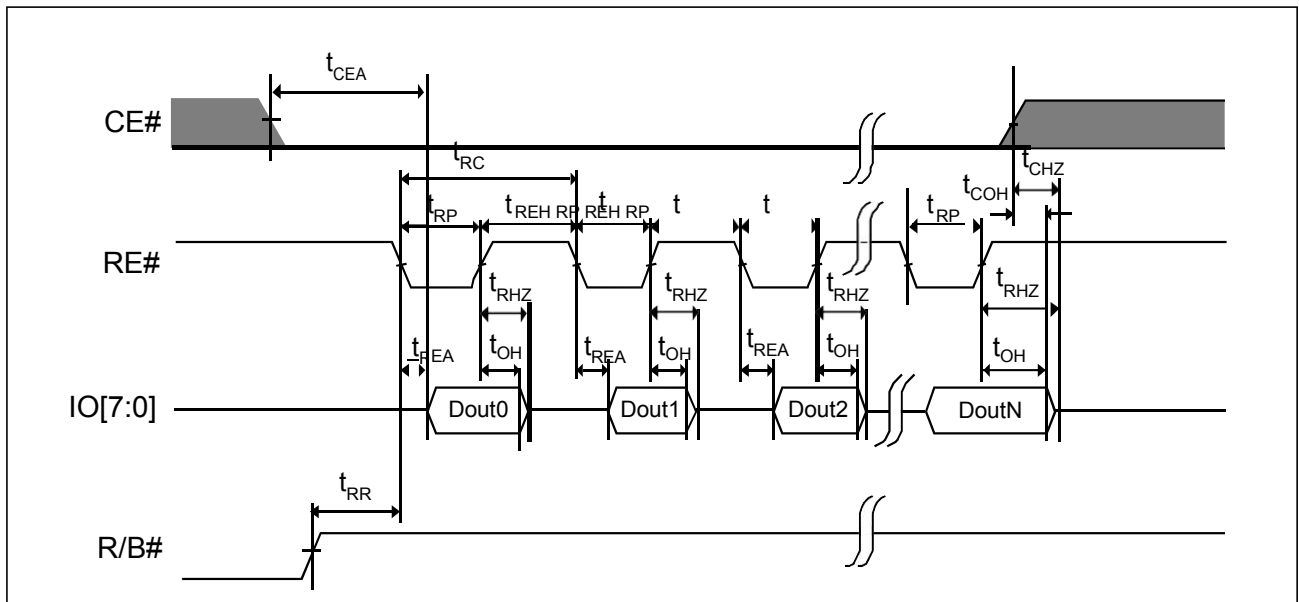 tCEA
CE#
tRC
tCHZ
tCOH
tRP tREH RP tREH RP t t tRP
RE#
tRHZ tRHZ tRHZ tRHZ
tREA tOH tREA tOH tREA tOH tOH
IO[7:0] Dout0 Dout1 Dout2 DoutN
tRR
R/B#